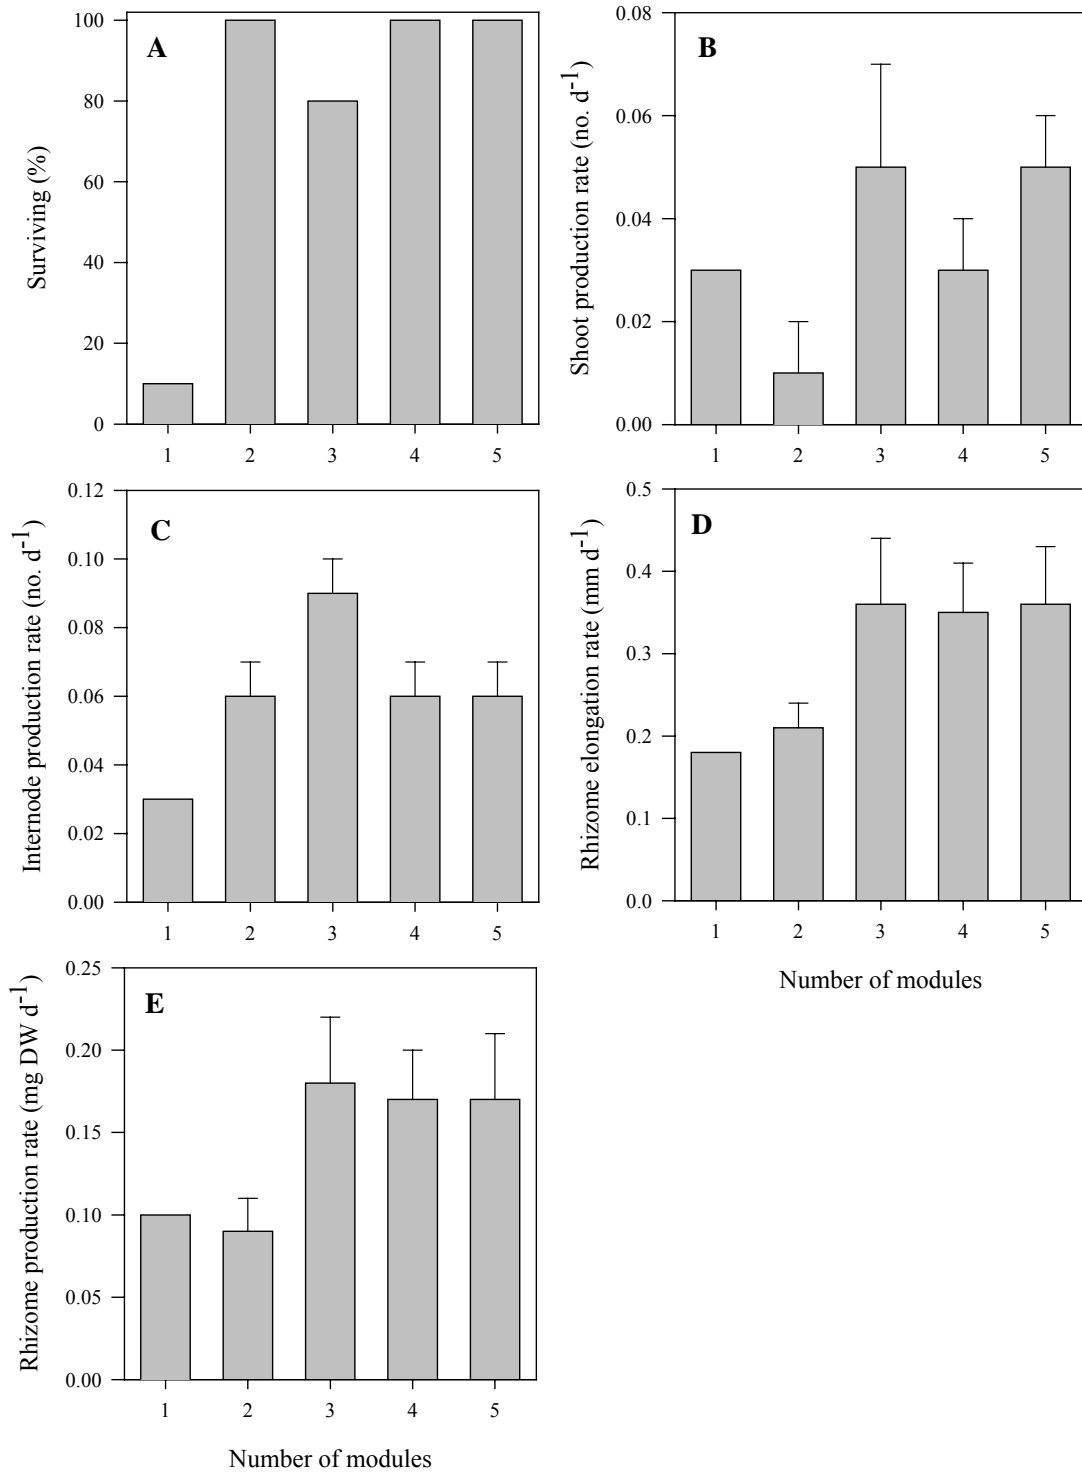 A
Surviving (%)
100
80
60
40
20
0
1 2 3 4 5
B
Shoot production rate (no. d-1)
0.08
0.06
0.04
0.02
0.00
1 2 3 4 5
C
Internode production rate (no. d-1)
0.12
0.10
0.08
0.06
0.04
0.02
0.00
1 2 3 4 5
D
Rhizome elongation rate (mm d-1)
0.5
0.4
0.3
0.2
0.1
0.0
1 2 3 4 5
Number of modules
E
Rhizome production rate (mg DW d-1)
0.25
0.20
0.15
0.10
0.05
0.00
1 2 3 4 5
Number of modules